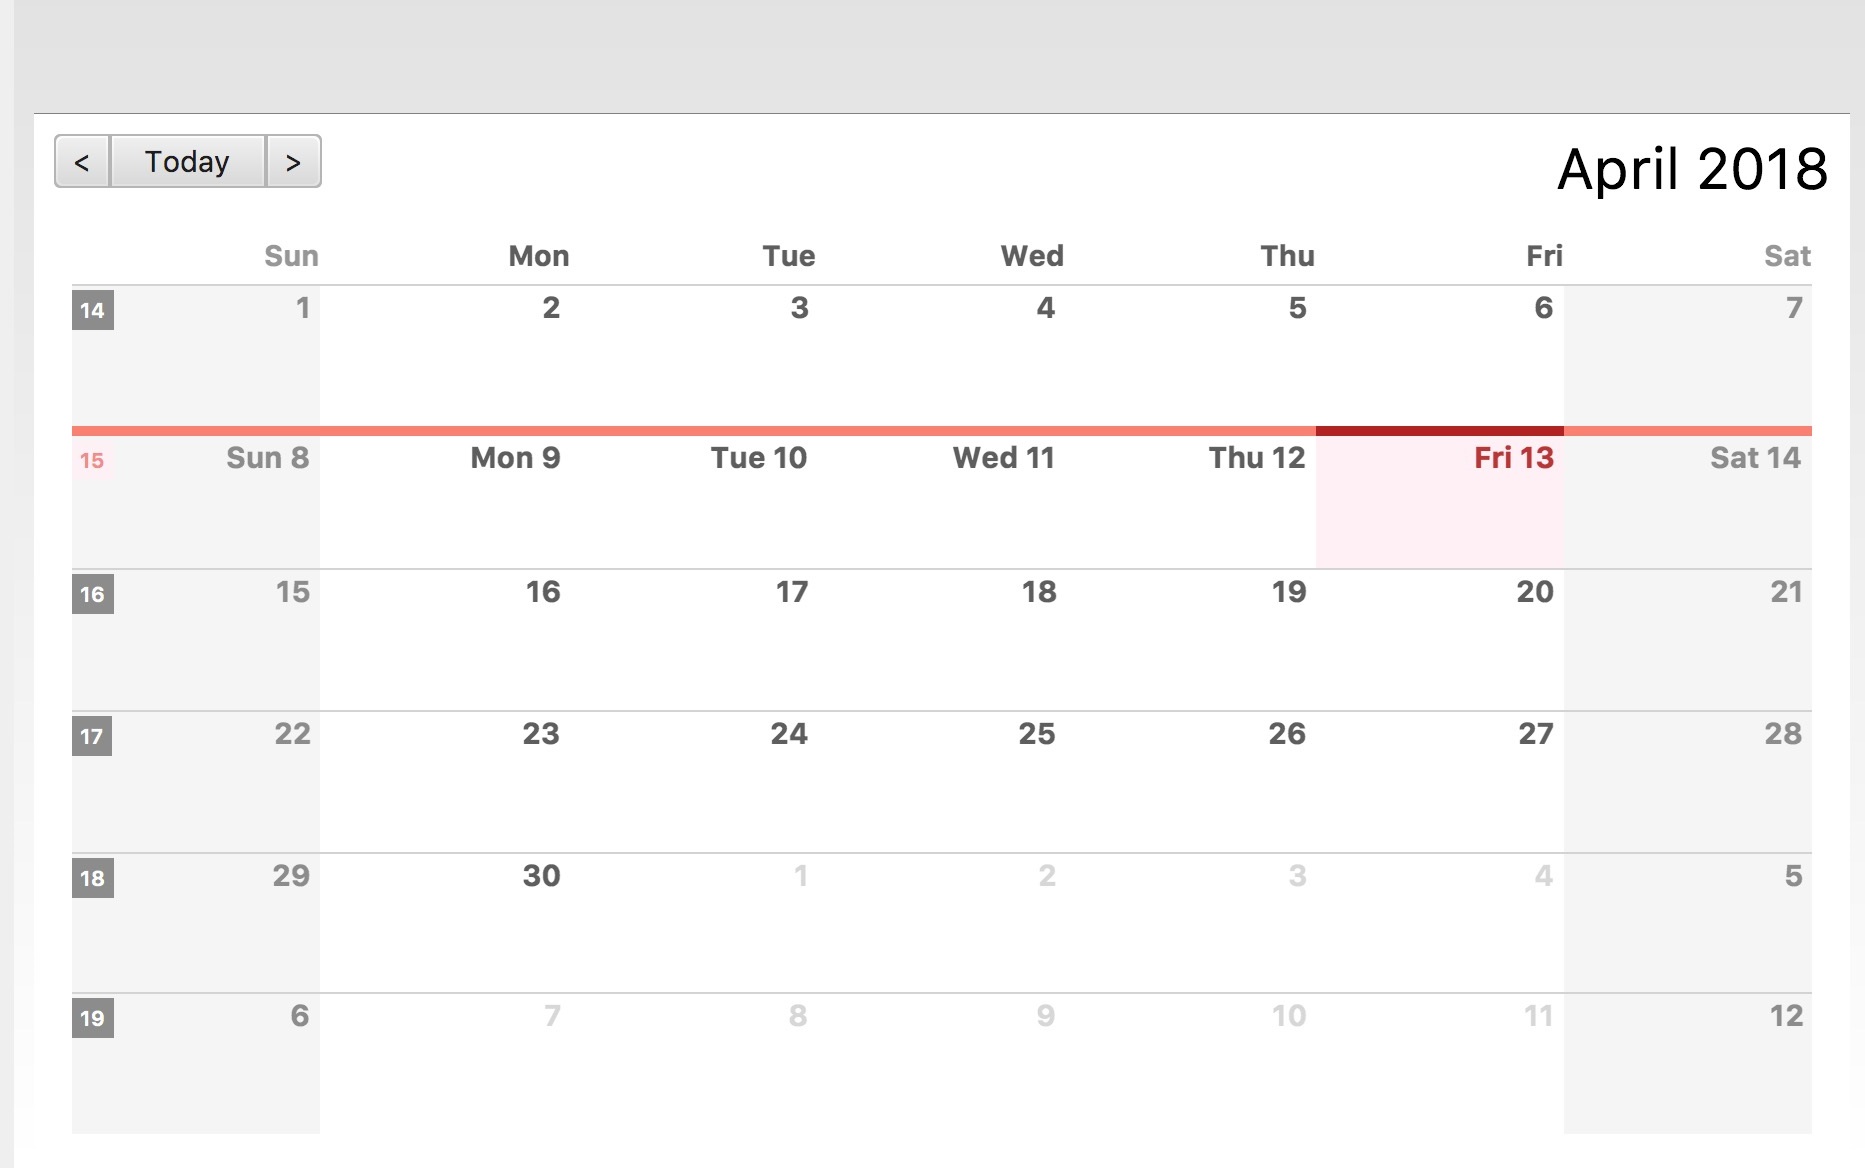 < Today > April 2018
Sun Mon Tue Wed Thu Fri Sat
14 1 2 3 4 5 6 7
15 Sun 8 Mon 9 Tue 10 Wed 11 Thu 12 Fri 13 Sat 14
16 15 16 17 18 19 20 21
17 22 23 24 25 26 27 28
18 29 30 1 2 3 4 5
19 6 7 8 9 10 11 12